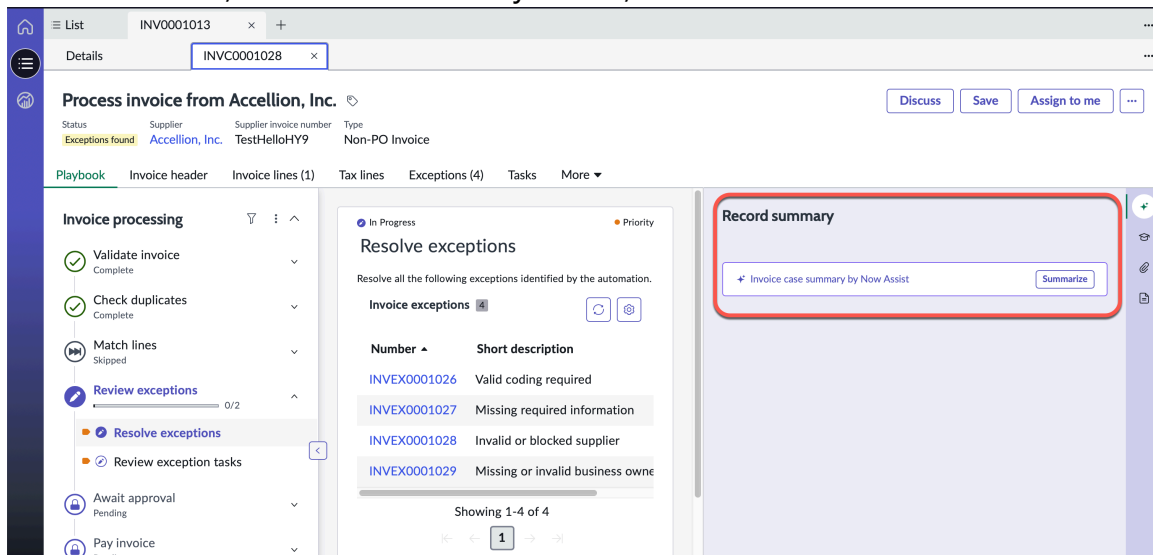 List
INV0001013
Details
INVC0001028
Process invoice from Accellion, Inc.
Discuss
Save
Assign to me
Status
Supplier
Supplier invoice number
Type
Exceptions found
Accellion, Inc.
TestHelloHY9
Non-PO Invoice
Playbook
Invoice header
Invoice lines (1)
Tax lines
Exceptions (4)
Tasks
More
Invoice processing
Validate invoice
Complete
Check duplicates
Complete
Match lines
Skipped
Review exceptions
0/2
Resolve exceptions
Review exception tasks
Await approval
Pending
Pay invoice
In Progress
Priority
Resolve exceptions
Resolve all the following exceptions identified by the automation.
Invoice exceptions 4
Number
Short description
INVEX0001026 Valid coding required
INVEX0001027 Missing required information
INVEX0001028 Invalid or blocked supplier
INVEX0001029 Missing or invalid business owne
Showing 1-4 of 4
1
Record summary
Invoice case summary by Now Assist
Summarize